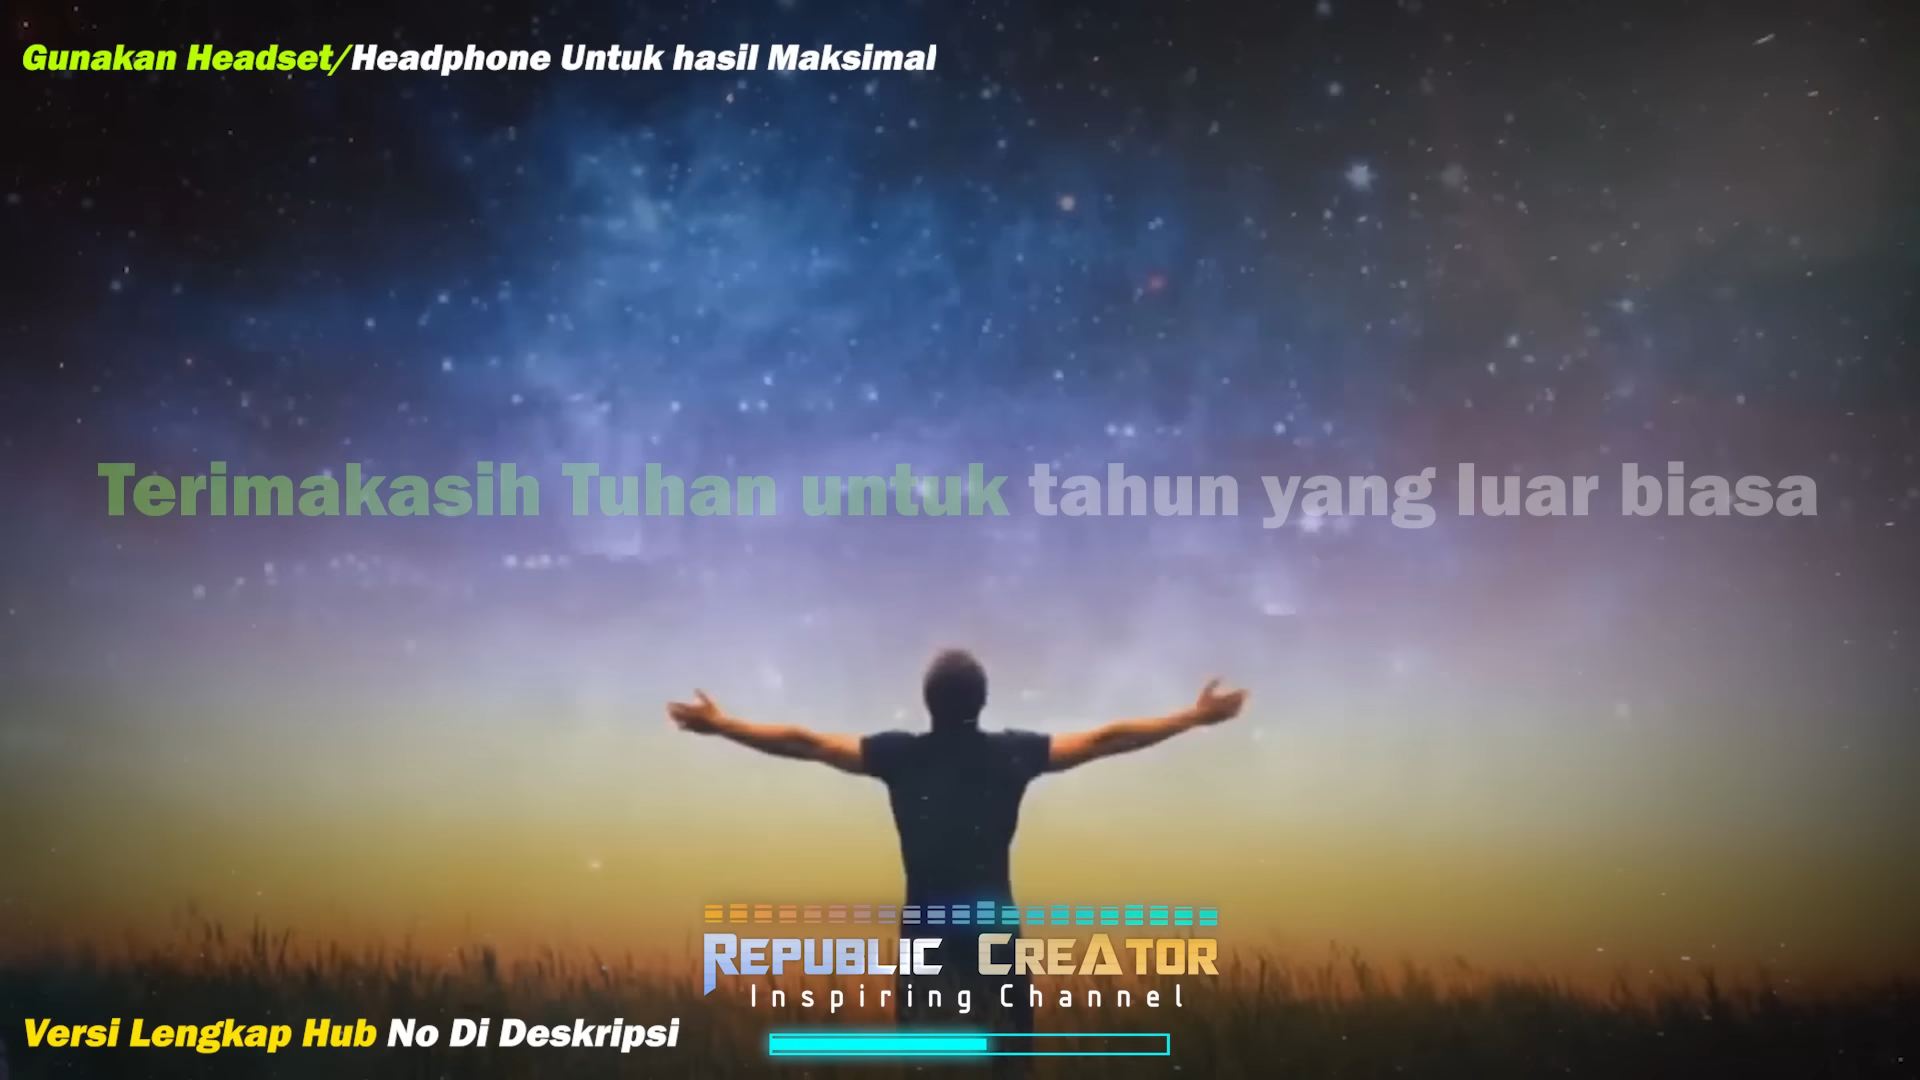 Gunakan Headset/Headphone Untuk hasil Maksimal
Terimakasih Tuhan untuk tahun yang luar biasa
Republic Creator
Inspiring Channel
Versi Lengkap Hub No Di Deskripsi